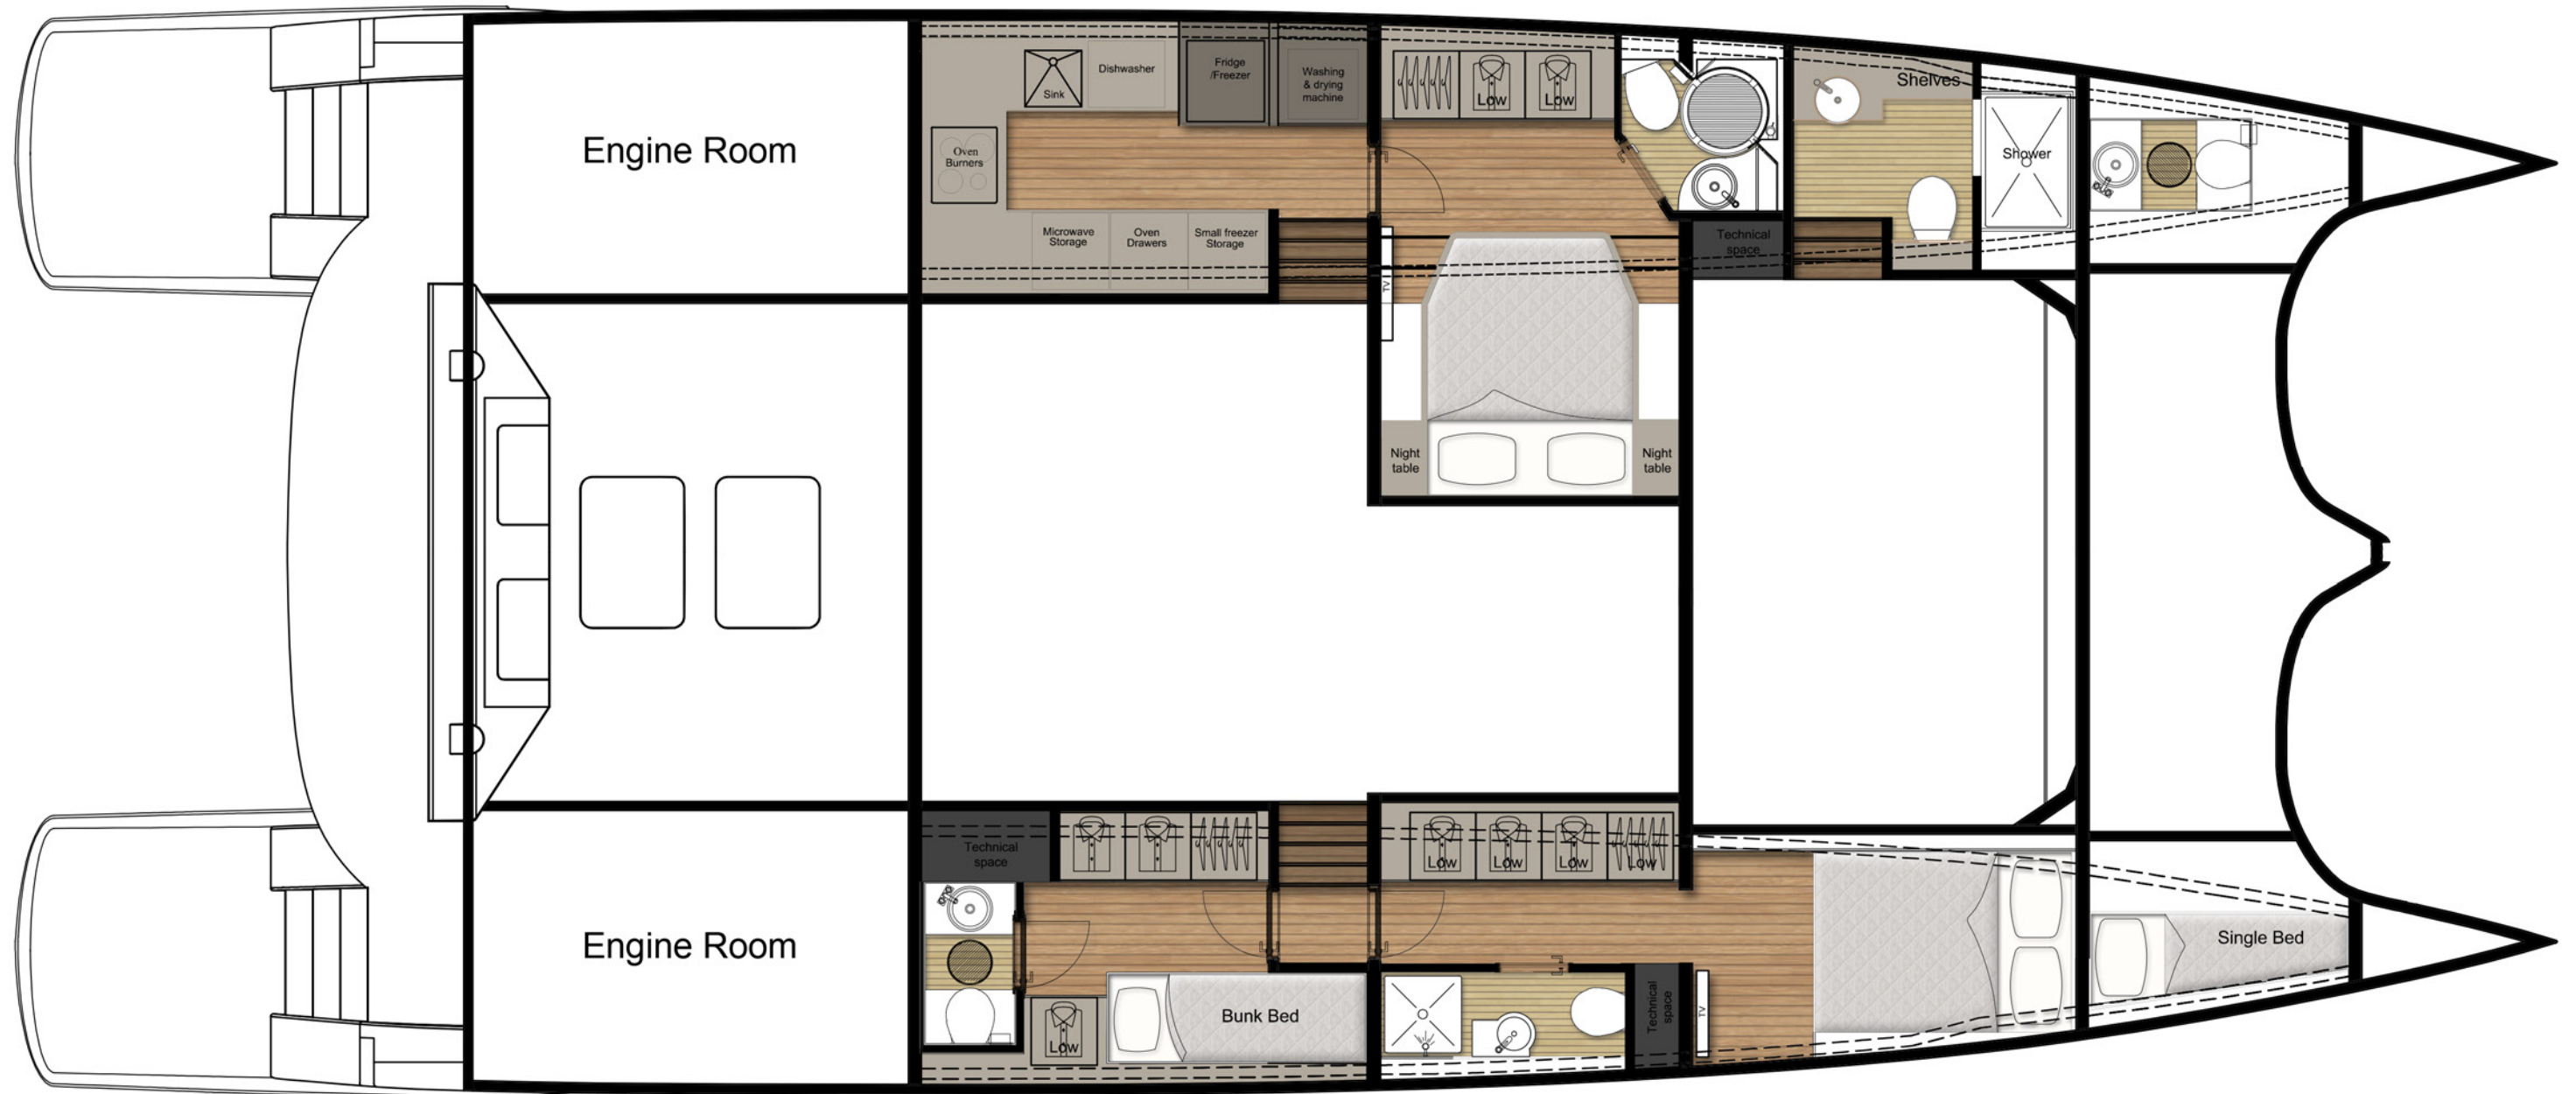 Engine Room
Sink
Dishwasher
Fridge
/Freezer
Washing
& drying
machine
Oven
Burners
Microwave
Storage
Oven
Drawers
Small freezer
Storage
Low
Low
Shelves
Shower
Technical
space
TV
Night
table
Night
table
Engine Room
Technical
space
Low
Low
Low
Low
Low
Bunk Bed
Technical
space
TV
Single Bed